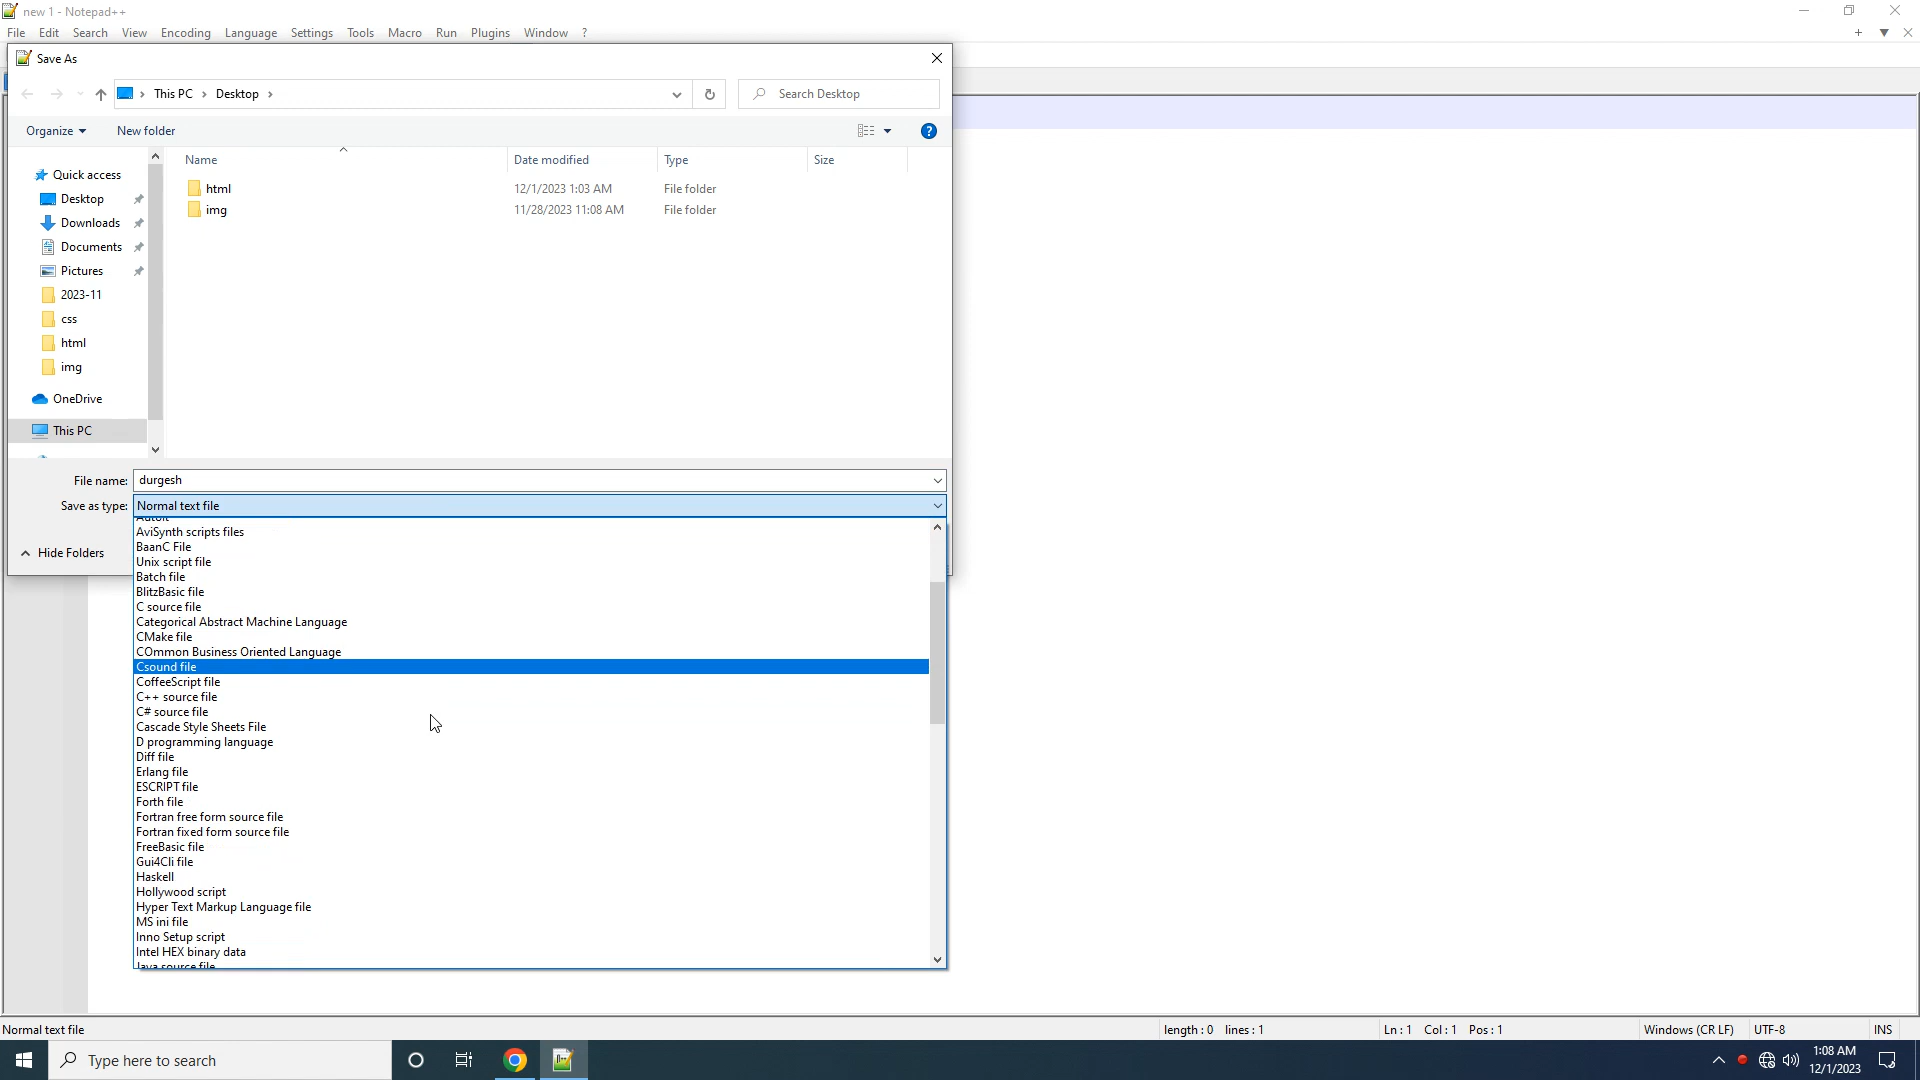 new 1 - Notepad++
File Edit Search View Encoding Language Settings Tools Macro Run Plugins Window ?
Save As
This PC Desktop
Search Desktop
Organize New folder
Name Date modified Type Size
html 12/1/2023 1:03 AM File folder
img 11/28/2023 11:08 AM File folder
Quick access
Desktop
Downloads
Documents
Pictures
2023-11
css
html
img
OneDrive
This PC
File name: durgesh
Save as type: Normal text file
AutoIt
AviSynth scripts files
BaanC File
Unix script file
Batch file
BlitzBasic file
C source file
Categorical Abstract Machine Language
CMake file
COmmon Business Oriented Language
Csound file
CoffeeScript file
C++ source file
C# source file
Cascade Style Sheets File
D programming language
Diff file
Erlang file
ESCRIPT file
Forth file
Fortran free form source file
Fortran fixed form source file
FreeBasic file
Gui4Cli file
Haskell
Hollywood script
Hyper Text Markup Language file
MS ini file
Inno Setup script
Intel HEX binary data
Java source file
Hide Folders
Normal text file length : 0 lines : 1 Ln : 1 Col : 1 Pos : 1 Windows (CR LF) UTF-8 INS
Type here to search
1:08 AM
12/1/2023